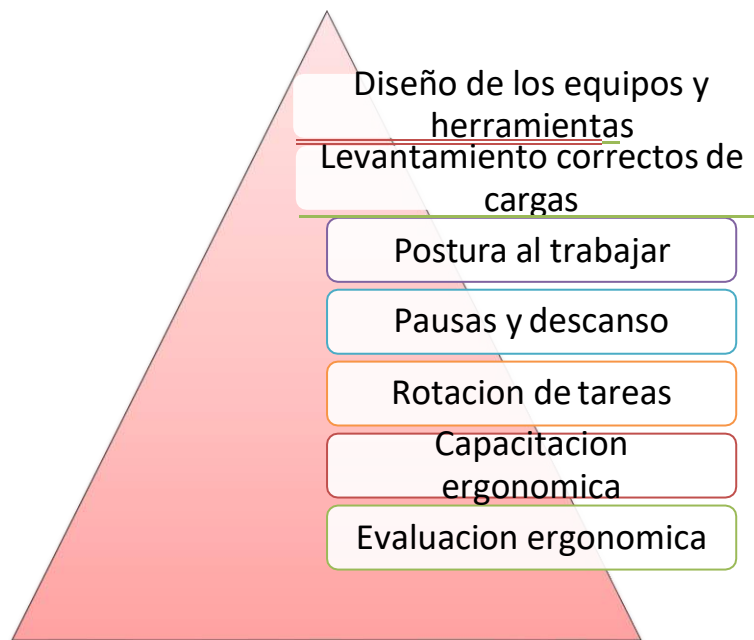 Diseño de los equipos y
herramientas
Levantamiento correctos de
cargas
Postura al trabajar
Pausas y descanso
Rotacion de tareas
Capacitacion
ergonomica
Evaluacion ergonomica